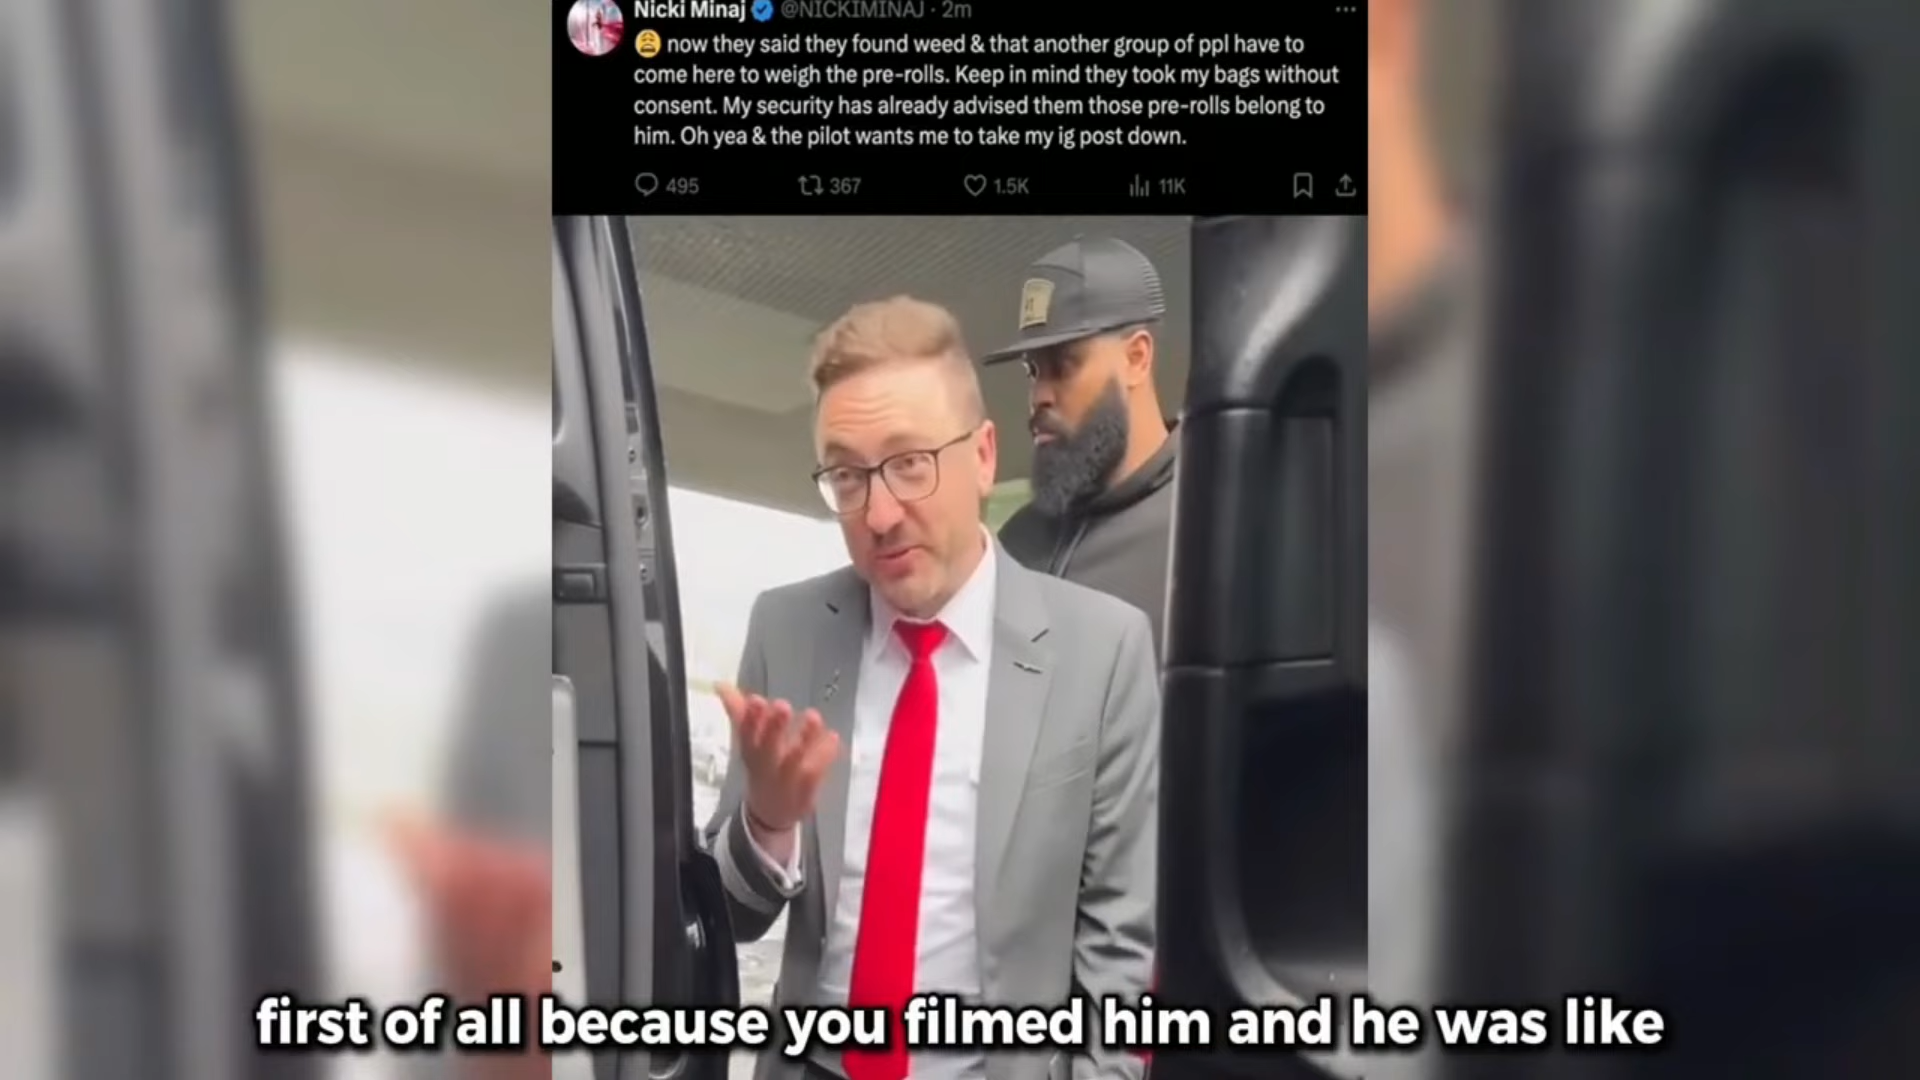 Nicki Minaj @NICKIMINAJ · 2m
😩 now they said they found weed & that another group of ppl have to
come here to weigh the pre-rolls. Keep in mind they took my bags without
consent. My security has already advised them those pre-rolls belong to
him. Oh yea & the pilot wants me to take my ig post down.
495 367 1.5K 11K
first of all because you filmed him and he was like